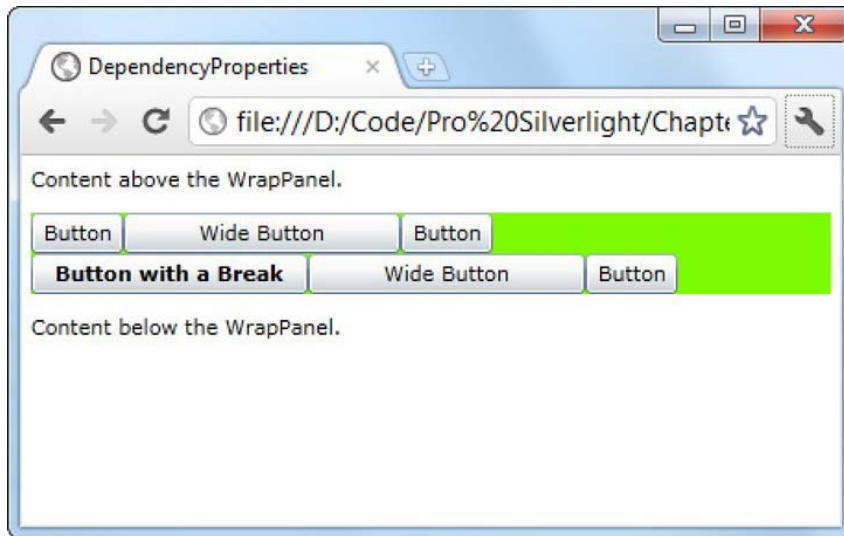 DependencyProperties
file:///D:/Code/Pro%20Silverlight/Chapte
Content above the WrapPanel.
Button Wide Button Button
Button with a Break Wide Button Button
Content below the WrapPanel.